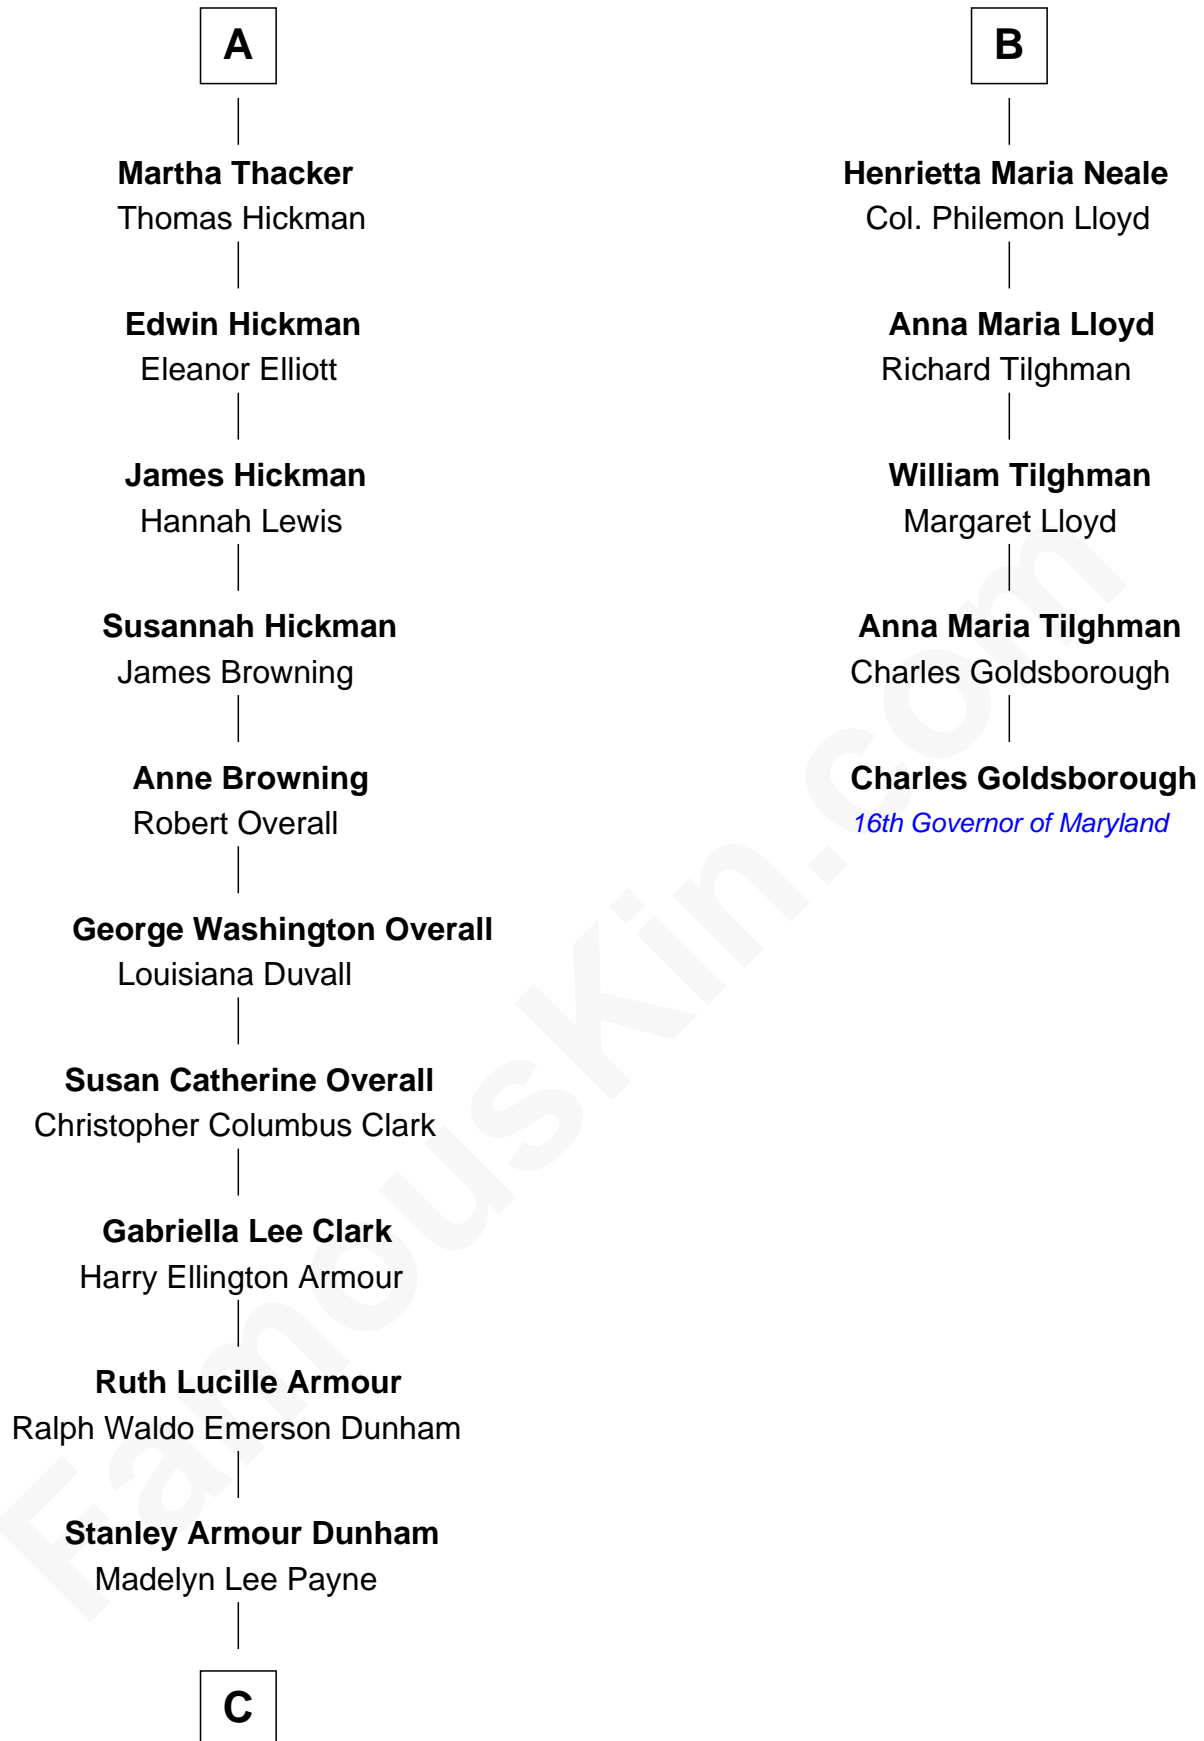 A
Martha Thacker
Thomas Hickman
Edwin Hickman
Eleanor Elliott
James Hickman
Hannah Lewis
Susannah Hickman
James Browning
Anne Browning
Robert Overall
George Washington Overall
Louisiana Duvall
Susan Catherine Overall
Christopher Columbus Clark
Gabriella Lee Clark
Harry Ellington Armour
Ruth Lucille Armour
Ralph Waldo Emerson Dunham
Stanley Armour Dunham
Madelyn Lee Payne
C
B
Henrietta Maria Neale
Col. Philemon Lloyd
Anna Maria Lloyd
Richard Tilghman
William Tilghman
Margaret Lloyd
Anna Maria Tilghman
Charles Goldsborough
Charles Goldsborough
16th Governor of Maryland
FamousKin.com